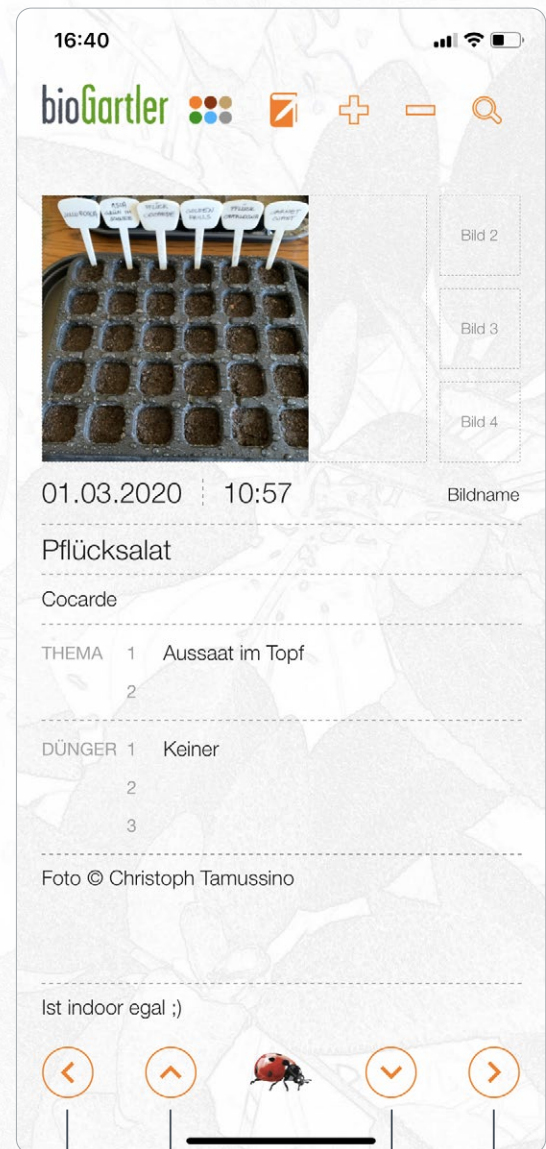 16:40
bioGartler
Bild 2
Bild 3
Bild 4
01.03.2020 10:57 Bildname
Pflücksalat
Cocarde
THEMA 1 Aussaat im Topf
2
DÜNGER 1 Keiner
2
3
Foto © Christoph Tamussino
Ist indoor egal ;)